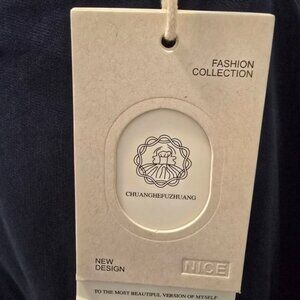 FASHION
COLLECTION
CHUANGHEFUZHUANG
NEW
DESIGN
NICE
TO THE MOST BEAUTIFUL VERSION OF MYSELF